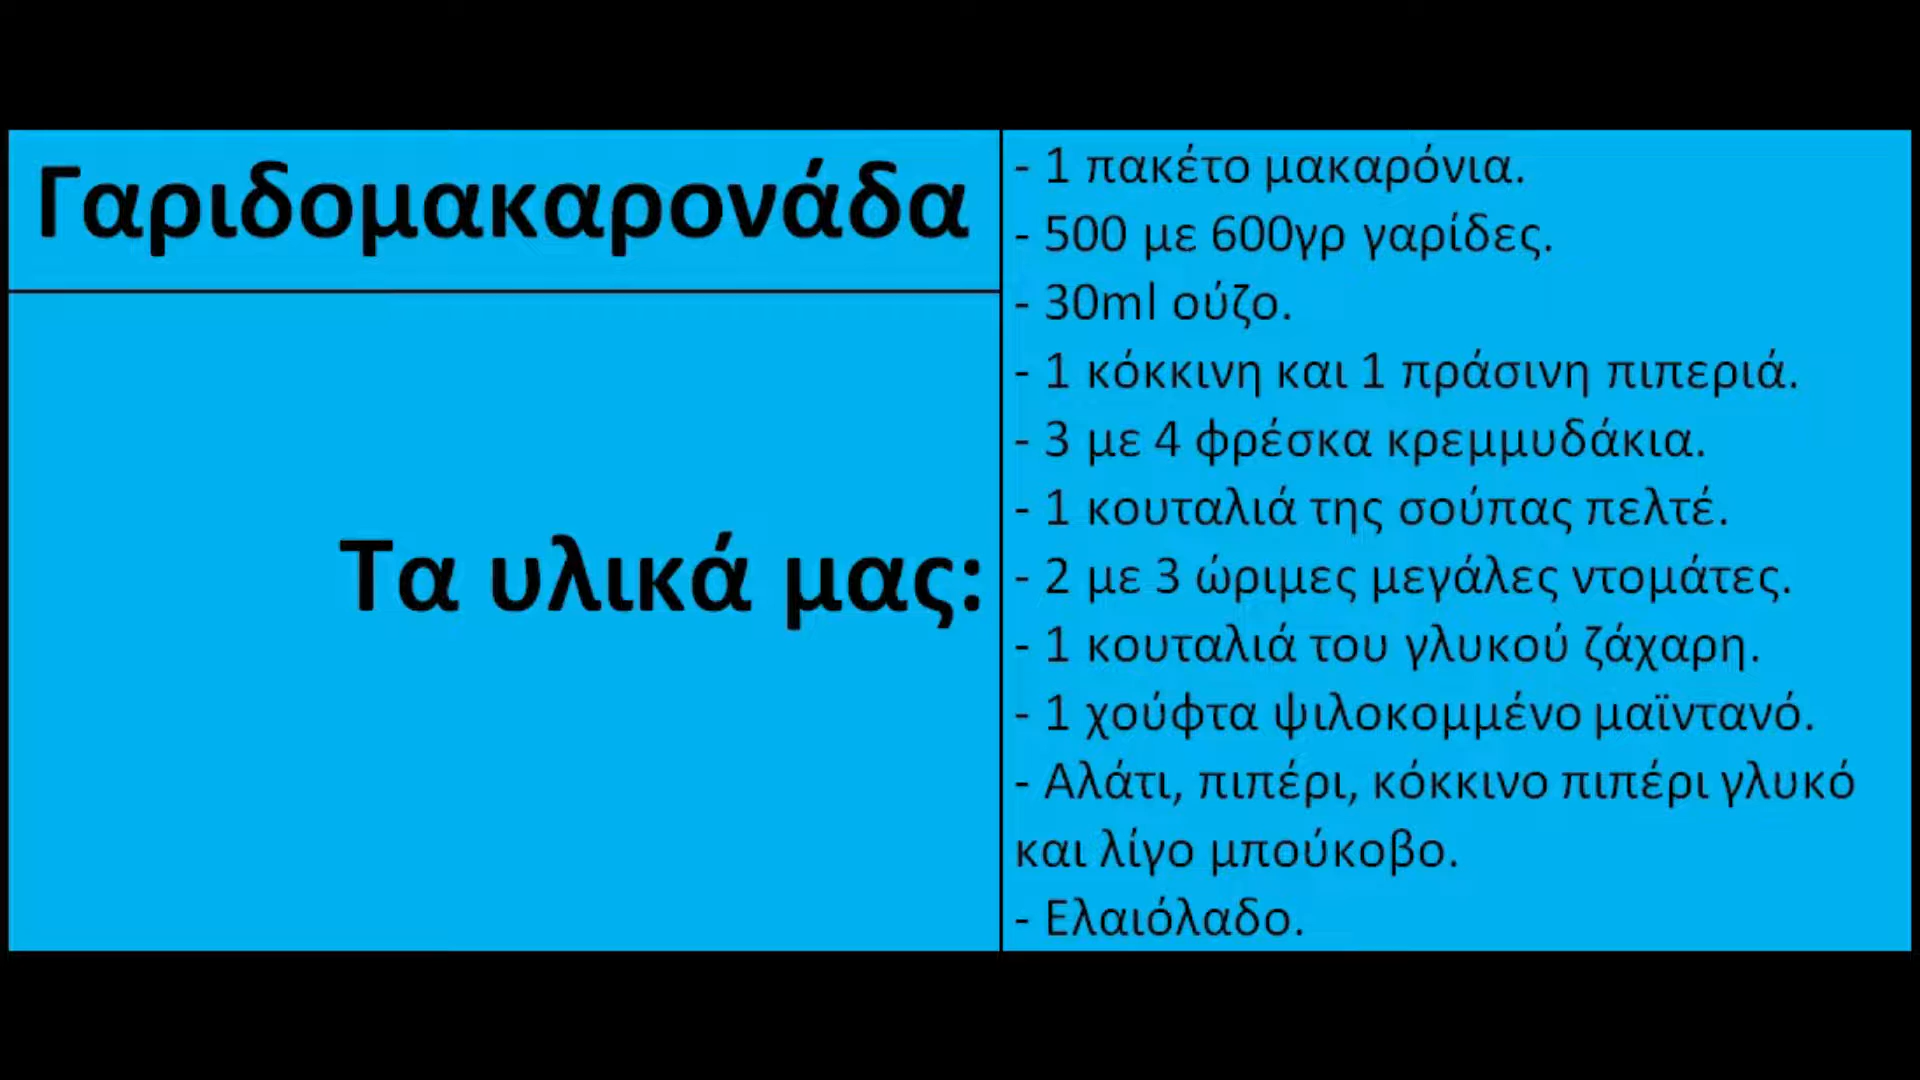 Γαριδομακαρονάδα
Τα υλικά μας:
- 1 πακέτο μακαρόνια.
- 500 με 600γρ γαρίδες.
- 30ml ούζο.
- 1 κόκκινη και 1 πράσινη πιπεριά.
- 3 με 4 φρέσκα κρεμμυδάκια.
- 1 κουταλιά της σούπας πελτέ.
- 2 με 3 ώριμες μεγάλες ντομάτες.
- 1 κουταλιά του γλυκού ζάχαρη.
- 1 χούφτα ψιλοκομμένο μαϊντανό.
- Αλάτι, πιπέρι, κόκκινο πιπέρι γλυκό
και λίγο μπούκοβο.
- Ελαιόλαδο.